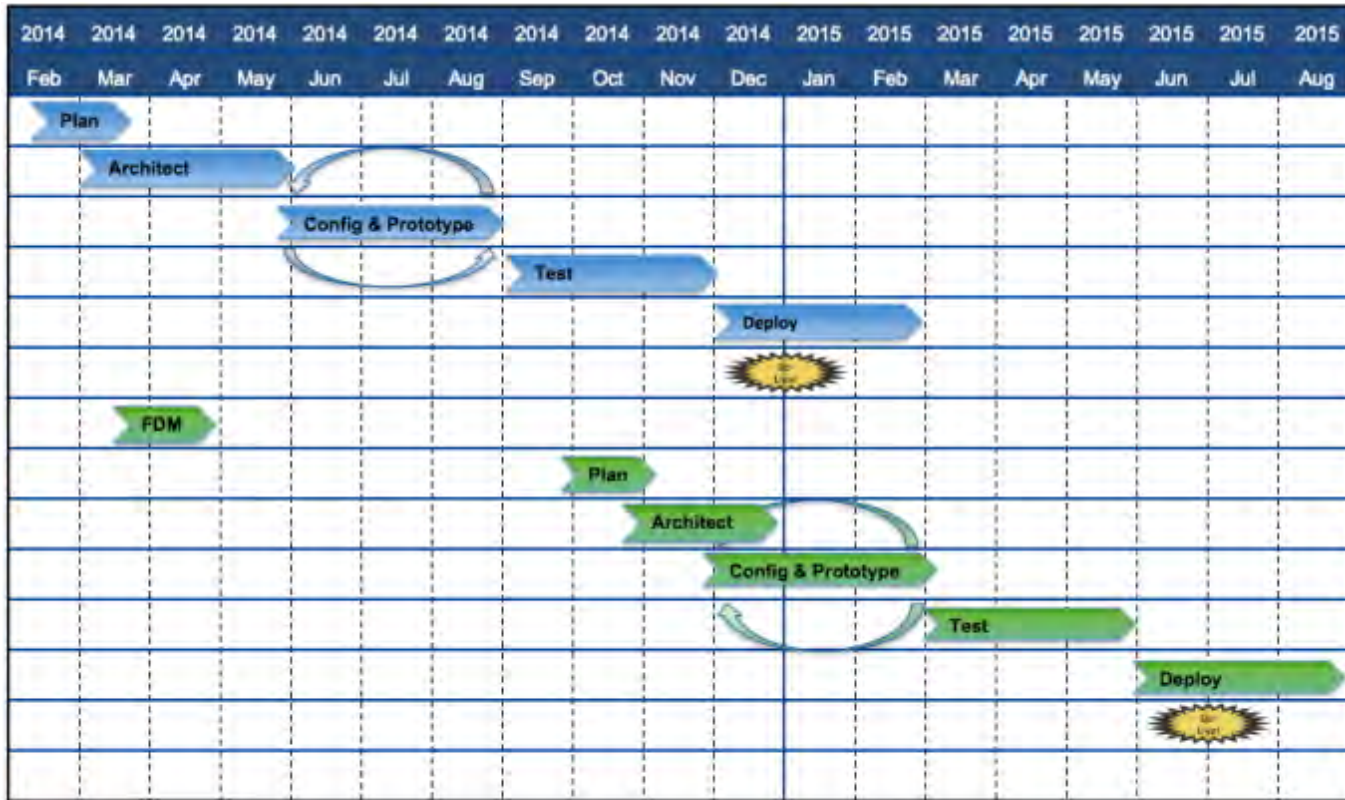 2014 2014 2014 2014 2014 2014 2014 2014 2014 2014 2014 2015 2015 2015 2015 2015 2015 2015 2015
Feb Mar Apr May Jun Jul Aug Sep Oct Nov Dec Jan Feb Mar Apr May Jun Jul Aug
Plan
Architect
Config & Prototype
Test
Deploy
FDM
Plan
Architect
Config & Prototype
Test
Deploy